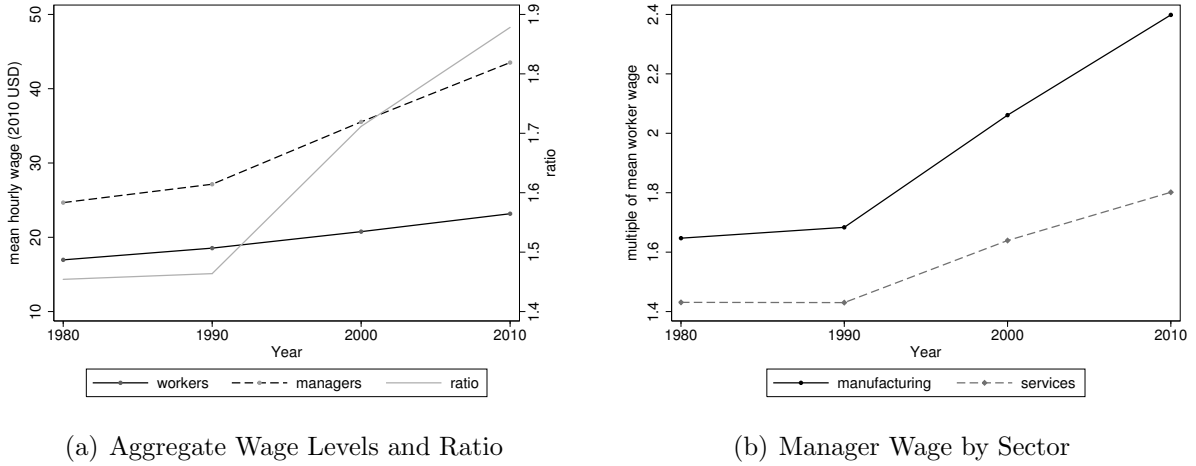 50
40
30
20
10
mean hourly wage (2010 USD)
1.9
1.8
1.7
1.6
1.5
1.4
ratio
1980 1990 2000 2010
Year
workers managers ratio
(a) Aggregate Wage Levels and Ratio
2.4
2.2
2
1.8
1.6
1.4
multiple of mean worker wage
1980 1990 2000 2010
Year
manufacturing services
(b) Manager Wage by Sector